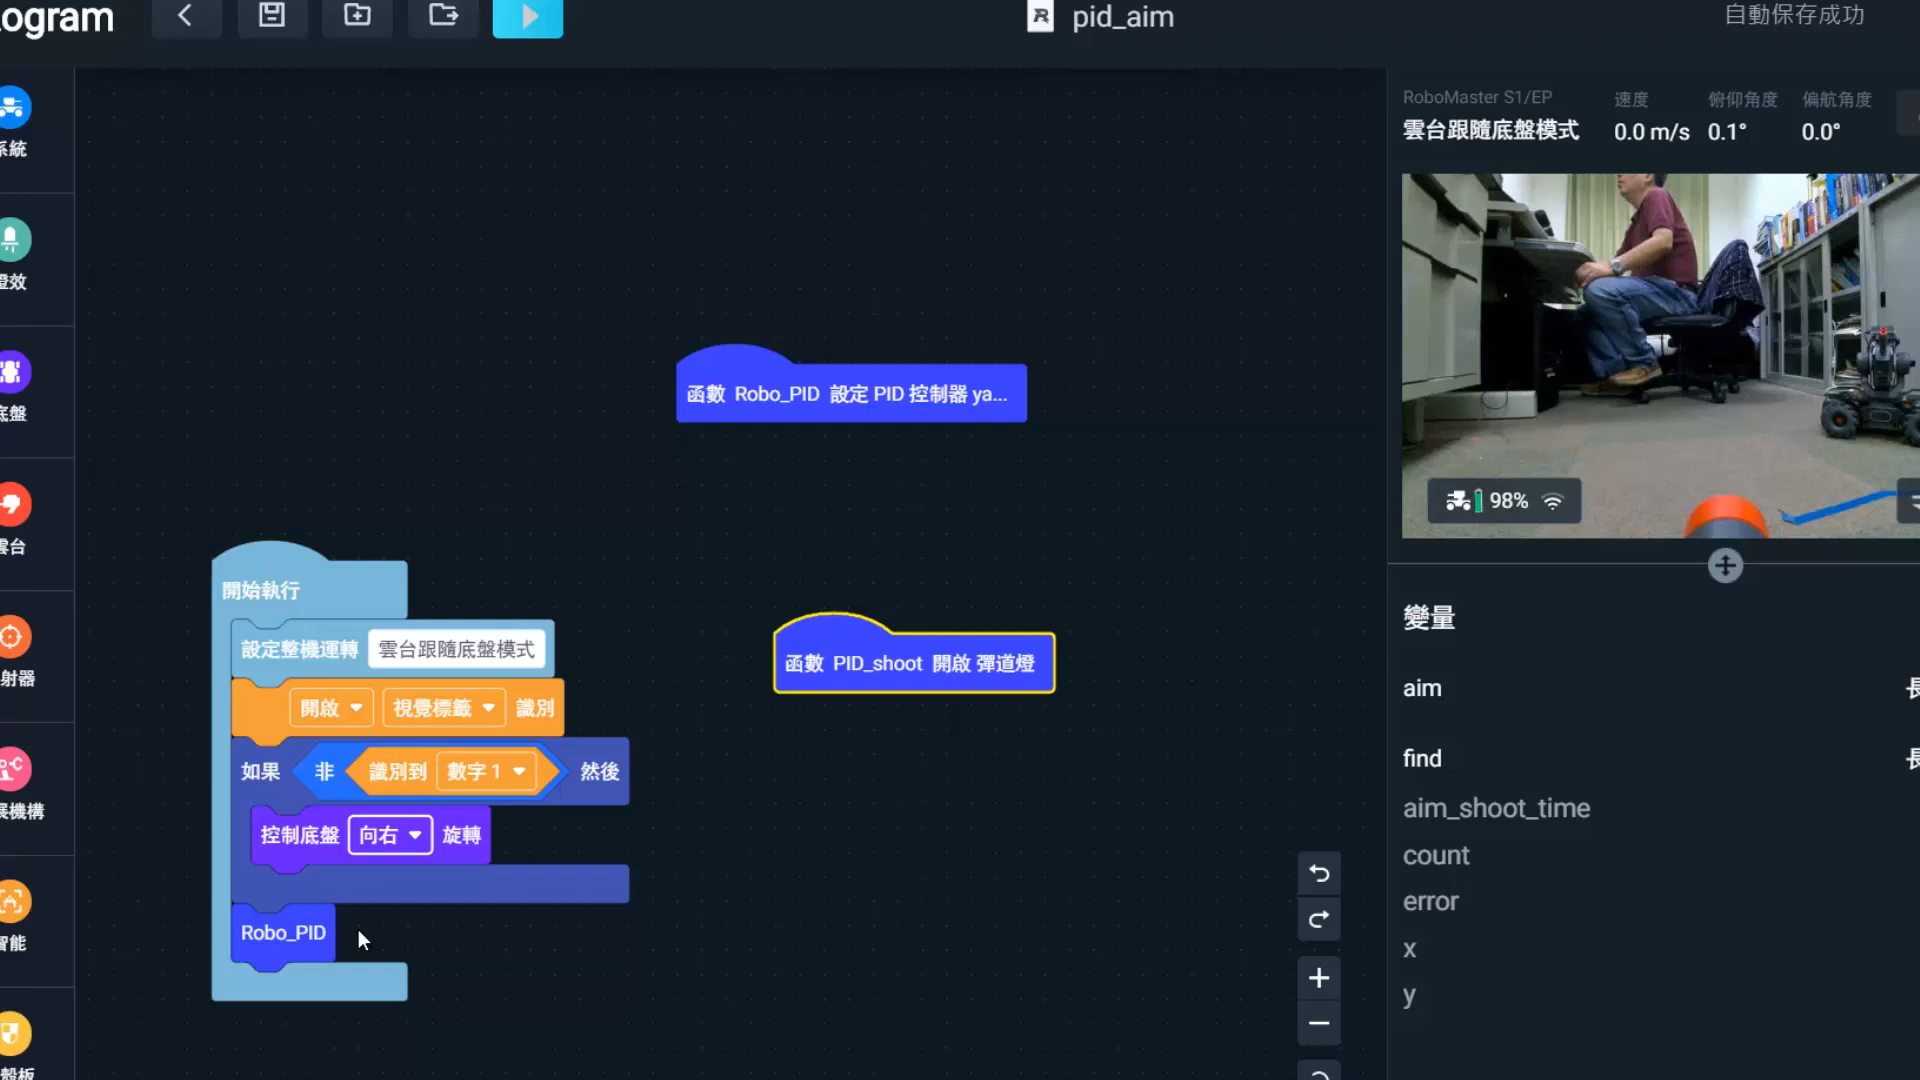 ogram
pid_aim
自動保存成功
系統
燈效
底盤
雲台
射器
展機構
智能
RoboMaster S1/EP
雲台跟隨底盤模式
速度
0.0 m/s
俯仰角度
0.1°
偏航角度
0.0°
98%
函數 Robo_PID 設定 PID 控制器 ya...
函數 PID_shoot 開啟 彈道燈
開始執行
設定整機運轉 雲台跟隨底盤模式
開啟 視覺標籤 識別
如果 非 識別到 數字 1 然後
控制底盤 向右 旋轉
Robo_PID
變量
aim
find
aim_shoot_time
count
error
x
y